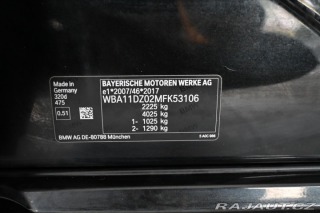 Made in
Germany
320d
475
0.51
BAYERISCHE MOTOREN WERKE AG
e1*2007/46*2017
WBA11DZ02MFK53106
2225 kg
4025 kg
1- 1025 kg
2- 1290 kg
BMW AG DE-80788 München
RAJAUT.CZ